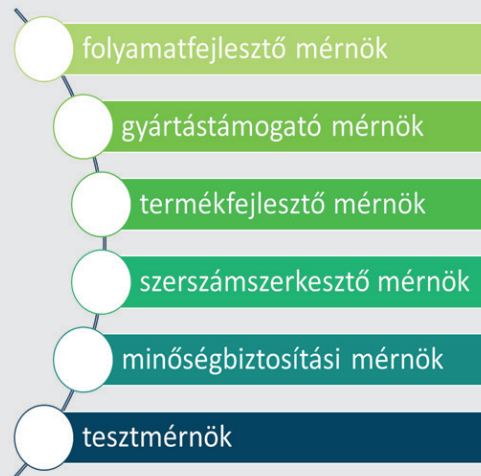 folyamatfejlesztő mérnök
gyártástámogató mérnök
termékfejlesztő mérnök
szerszámszerkesztő mérnök
minőségbiztosítási mérnök
tesztmérnök